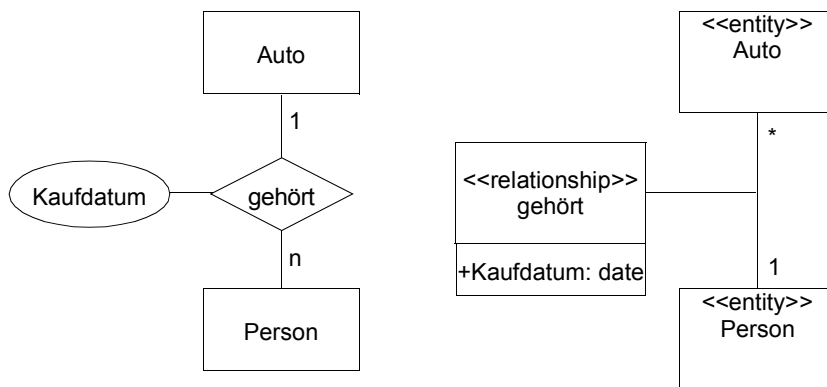 Auto
1
Kaufdatum
gehört
n
Person
<<entity>>
Auto
*
<<relationship>>
gehört
+Kaufdatum: date
1
<<entity>>
Person